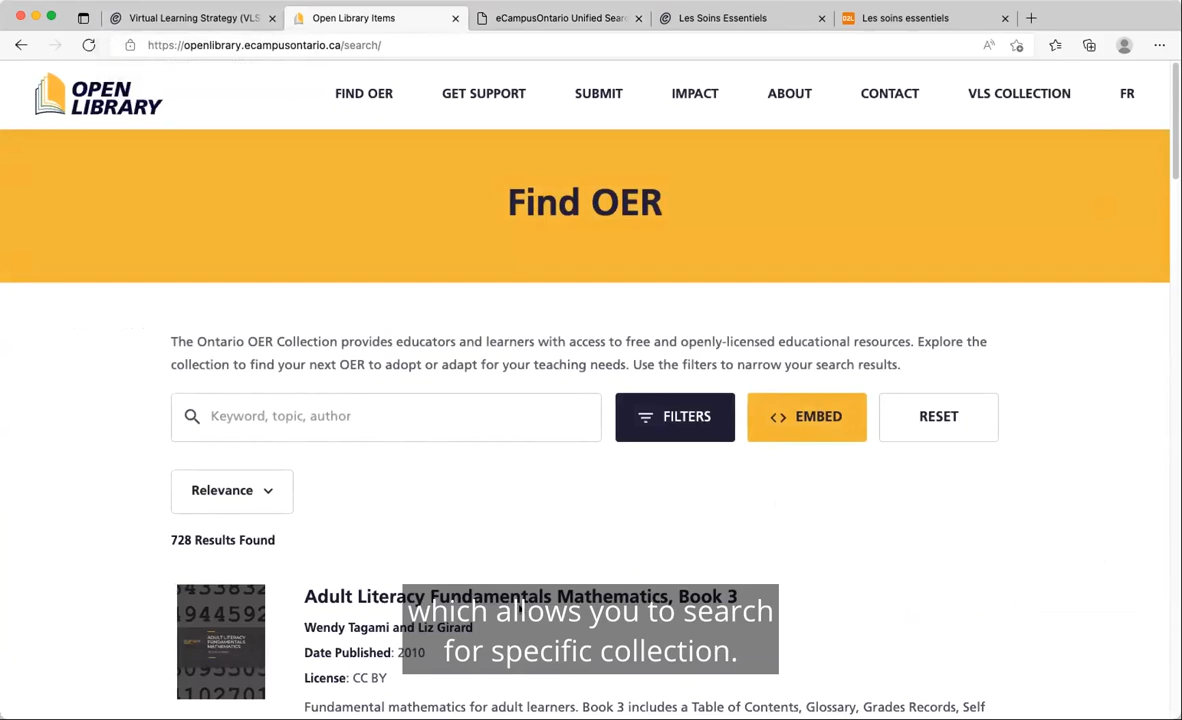 Virtual Learning Strategy (VLS
Open Library Items
eCampusOntario Unified Sear
Les Soins Essentiels
Les soins essentiels
https://openlibrary.ecampusontario.ca/search/
OPEN
LIBRARY
FIND OER
GET SUPPORT
SUBMIT
IMPACT
ABOUT
CONTACT
VLS COLLECTION
FR
Find OER
The Ontario OER Collection provides educators and learners with access to free and openly-licensed educational resources. Explore the
collection to find your next OER to adopt or adapt for your teaching needs. Use the filters to narrow your search results.
Keyword, topic, author
FILTERS
EMBED
RESET
Relevance
728 Results Found
Adult Literacy Fundamentals Mathematics, Book 3
Wendy Tagami and Liz Girard
Date Published: 2010
License: CC BY
Fundamental mathematics for adult learners. Book 3 includes a Table of Contents, Glossary, Grades Records, Self
ADULT LITERACY
FUNDAMENTALS
MATHEMATICS
which allows you to search
for specific collection.